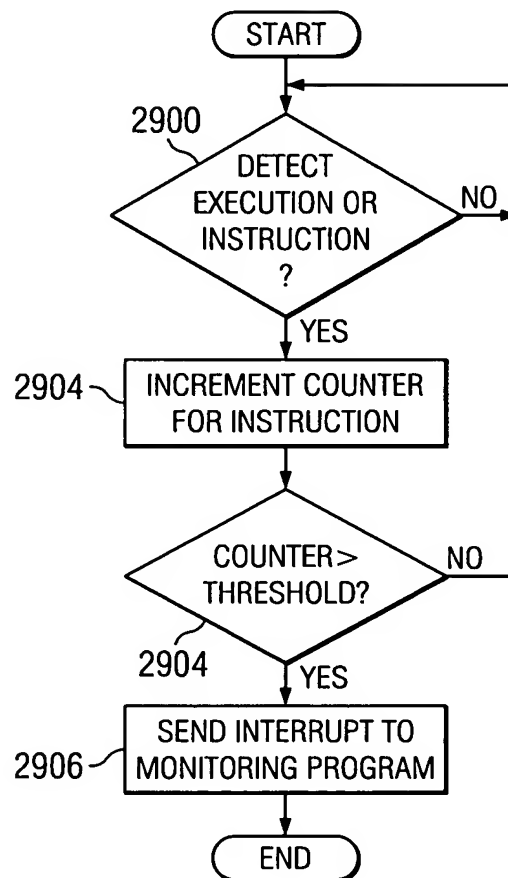 START
2900
DETECT
EXECUTION OR
INSTRUCTION
?
NO
YES
2904
INCREMENT COUNTER
FOR INSTRUCTION
COUNTER>
THRESHOLD?
NO
2904
YES
2906
SEND INTERRUPT TO
MONITORING PROGRAM
END